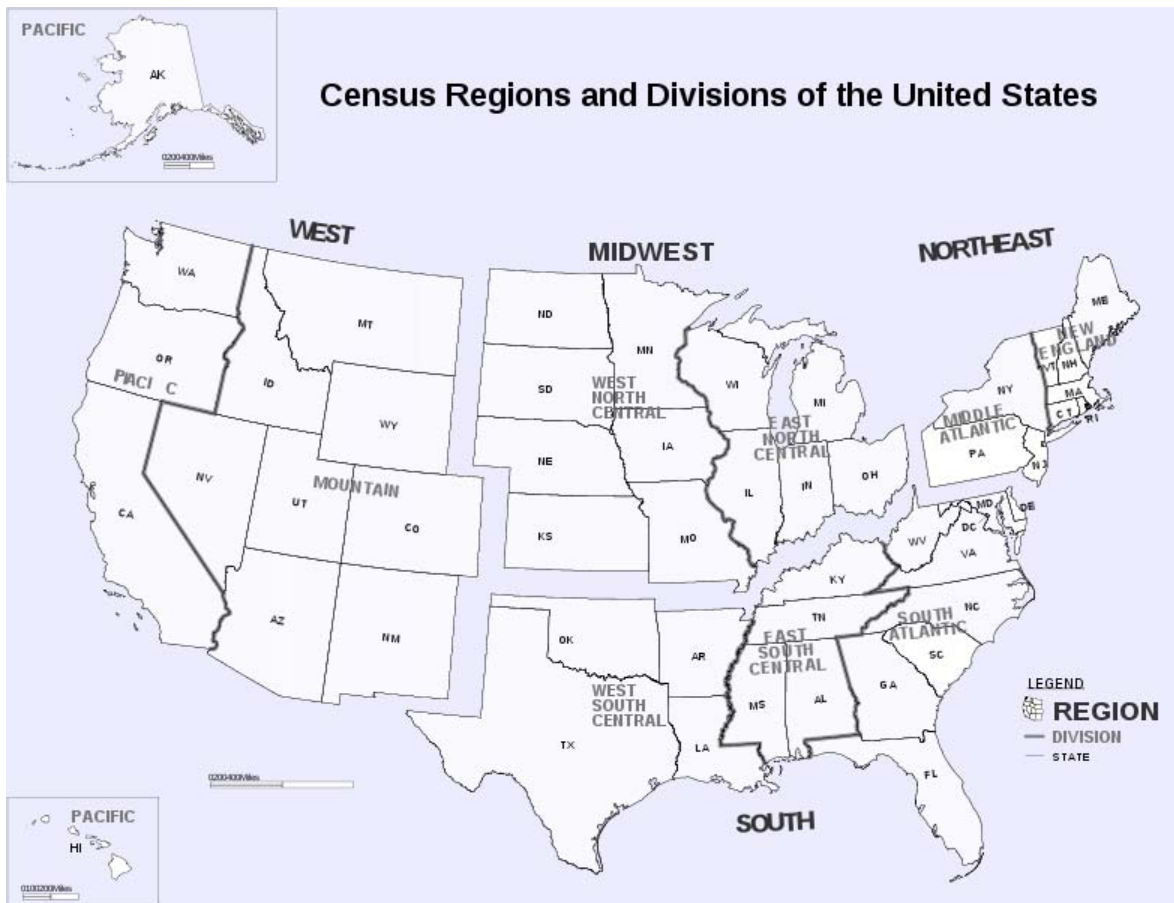 PACIFIC
AK
0200400Miles
Census Regions and Divisions of the United States
WEST
MIDWEST
NORTHEAST
WA
MT
OR
ID
PIACI C
WY
NV
UT
MOUNTAIN
CO
CA
AZ
NM
ND
MN
SD
WEST
NORTH
CENTRAL
NE
IA
KS
MO
WI
MI
EAST
NORTH
CENTRAL
IL
IN
OH
ME
NEW
ENGLAND
VT
NH
NY
MA
CT
RI
MIDDLE
ATLANTIC
PA
NJ
MD
DE
DC
WV
VA
KY
NC
TN
SOUTH
ATLANTIC
EAST
SOUTH
CENTRAL
SC
OK
AR
GA
WEST
SOUTH
CENTRAL
MS
AL
TX
LA
FL
SOUTH
LEGEND
REGION
DIVISION
STATE
0200400Miles
PACIFIC
HI
0100200Miles